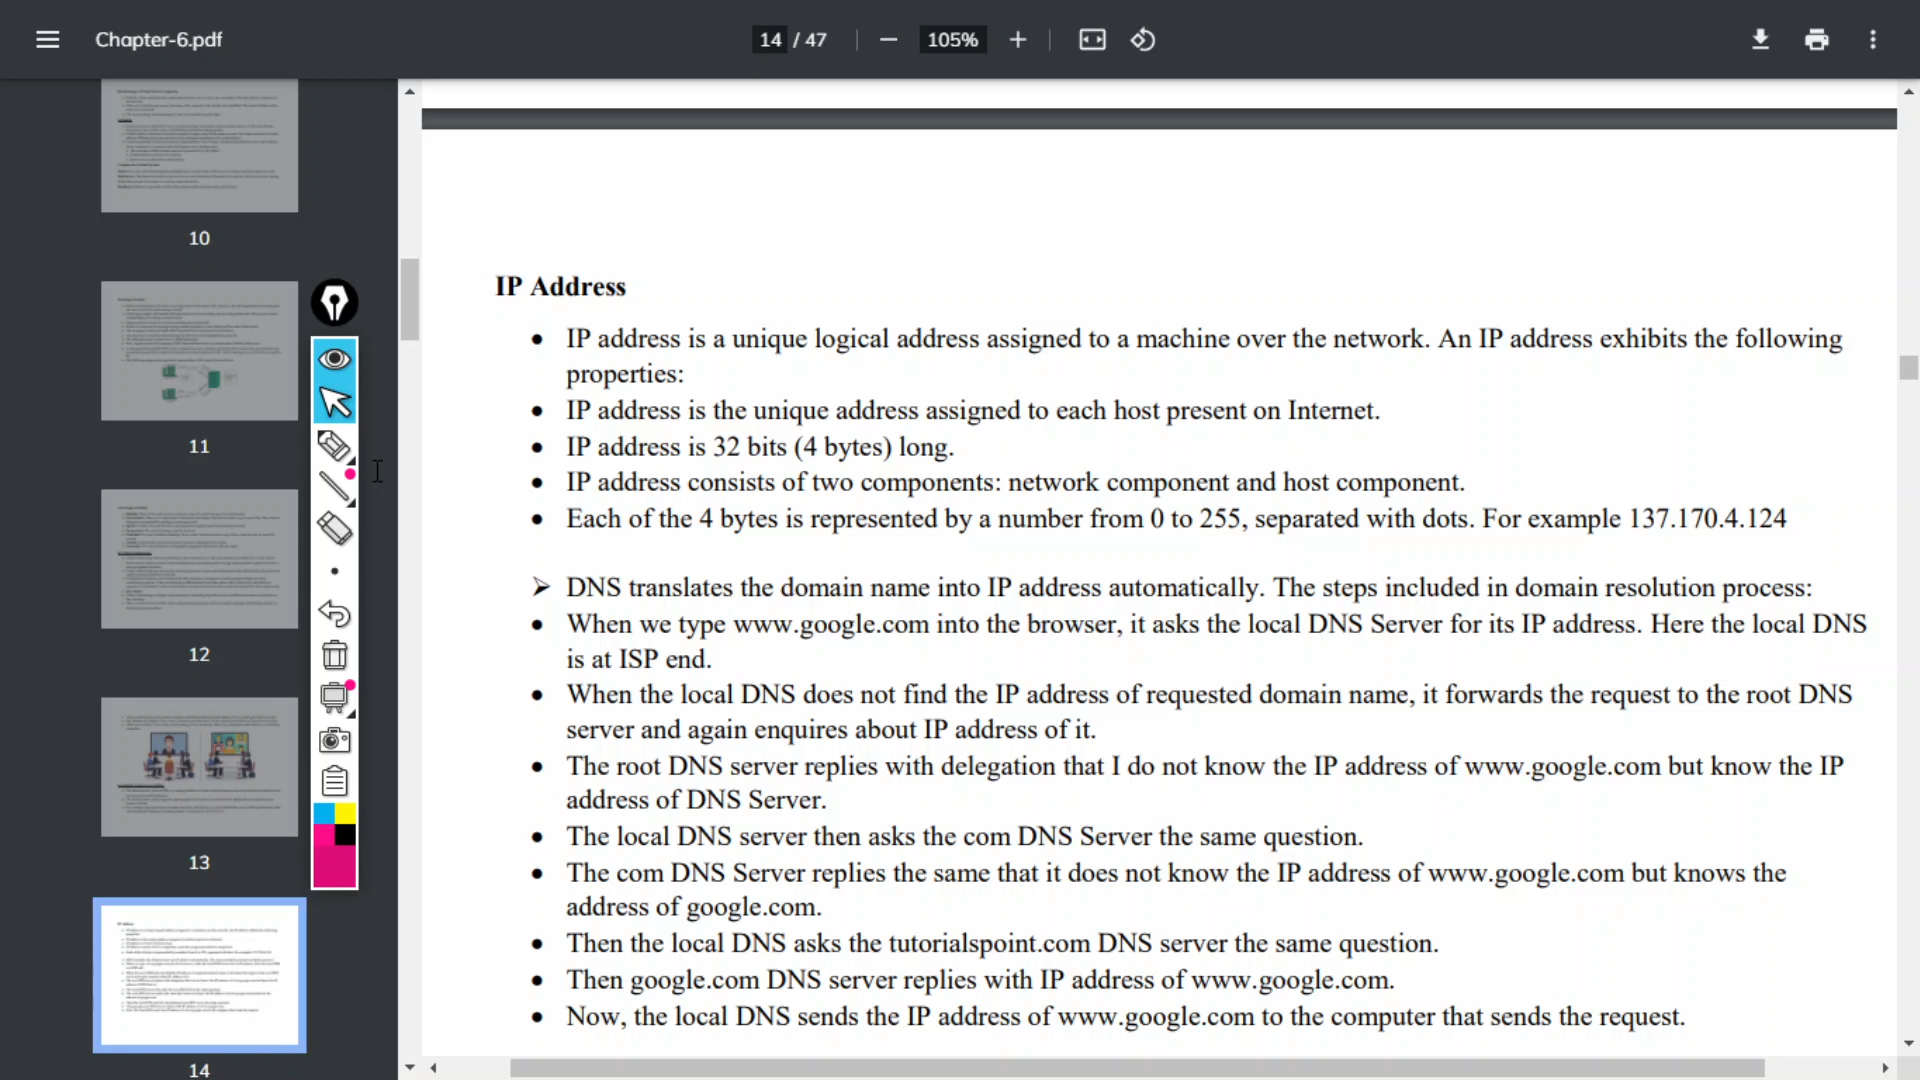 Chapter-6.pdf
14 / 47
105%
10
11
12
13
14
IP Address
• IP address is a unique logical address assigned to a machine over the network. An IP address exhibits the following
properties:
• IP address is the unique address assigned to each host present on Internet.
• IP address is 32 bits (4 bytes) long.
• IP address consists of two components: network component and host component.
• Each of the 4 bytes is represented by a number from 0 to 255, separated with dots. For example 137.170.4.124
➢ DNS translates the domain name into IP address automatically. The steps included in domain resolution process:
• When we type www.google.com into the browser, it asks the local DNS Server for its IP address. Here the local DNS
is at ISP end.
• When the local DNS does not find the IP address of requested domain name, it forwards the request to the root DNS
server and again enquires about IP address of it.
• The root DNS server replies with delegation that I do not know the IP address of www.google.com but know the IP
address of DNS Server.
• The local DNS server then asks the com DNS Server the same question.
• The com DNS Server replies the same that it does not know the IP address of www.google.com but knows the
address of google.com.
• Then the local DNS asks the tutorialspoint.com DNS server the same question.
• Then google.com DNS server replies with IP address of www.google.com.
• Now, the local DNS sends the IP address of www.google.com to the computer that sends the request.